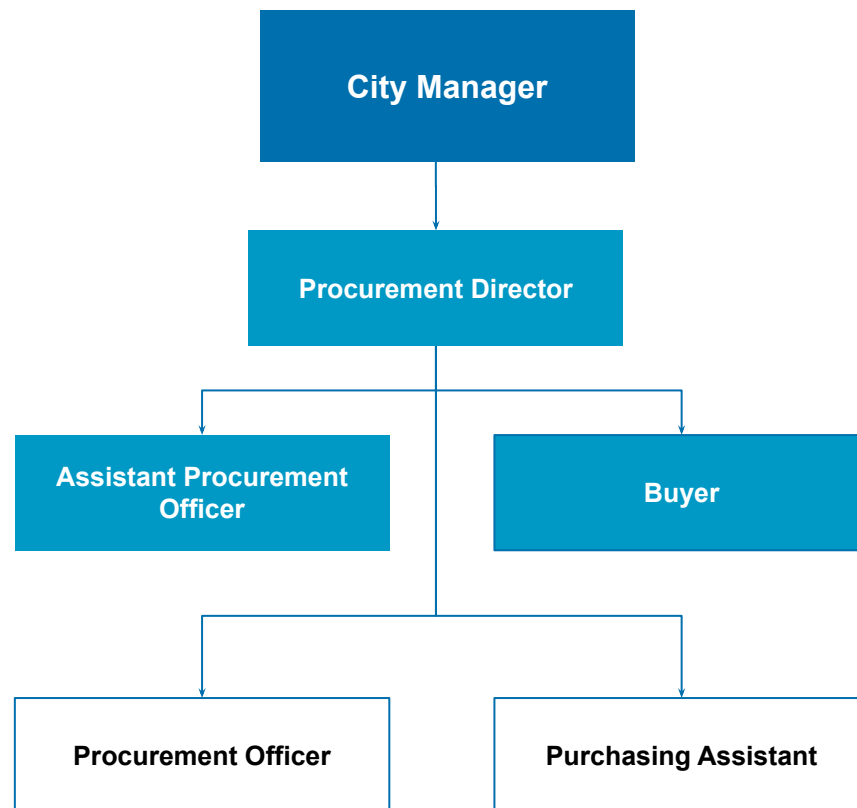 City Manager
Procurement Director
Assistant Procurement
Officer
Buyer
Procurement Officer
Purchasing Assistant